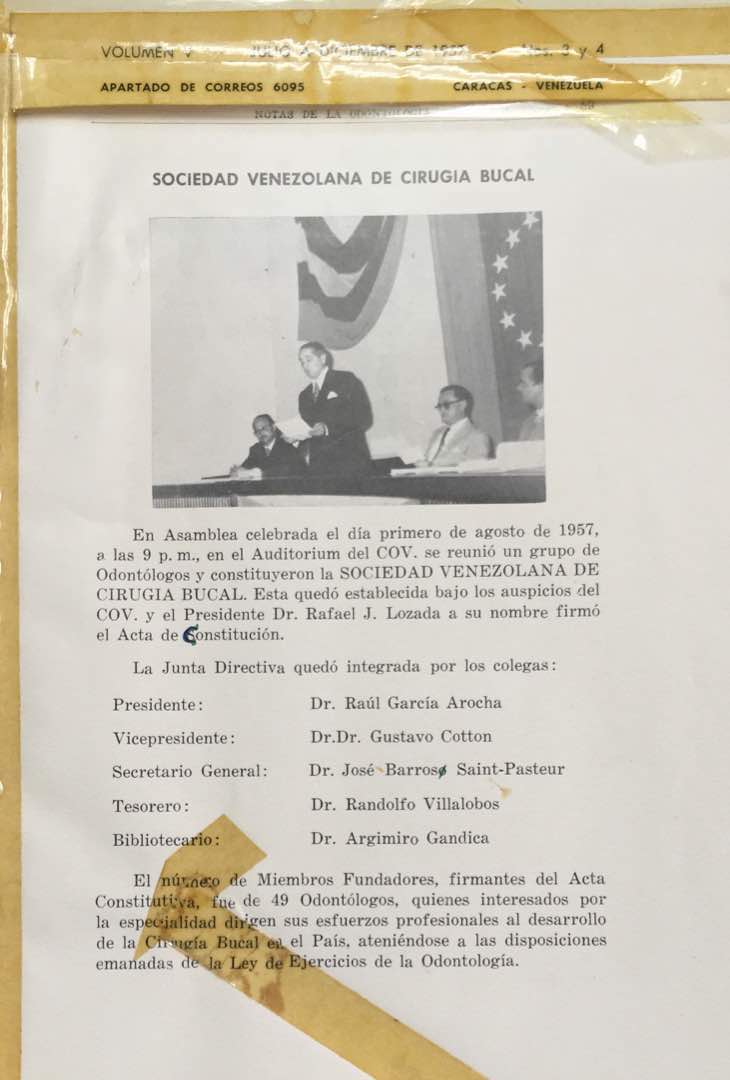 VOLUMEN V JULIO A DICIEMBRE DE 1957 - Nos. 3 y 4
APARTADO DE CORREOS 6095 CARACAS - VENEZUELA
NOTAS DE LA ODONTOLOGIA
SOCIEDAD VENEZOLANA DE CIRUGIA BUCAL
En Asamblea celebrada el día primero de agosto de 1957,
a las 9 p. m., en el Auditorium del COV. se reunió un grupo de
Odontólogos y constituyeron la SOCIEDAD VENEZOLANA DE
CIRUGIA BUCAL. Esta quedó establecida bajo los auspicios del
COV. y el Presidente Dr. Rafael J. Lozada a su nombre firmó
el Acta de Constitución.
La Junta Directiva quedó integrada por los colegas:
Presidente: Dr. Raúl García Arocha
Vicepresidente: Dr.Dr. Gustavo Cotton
Secretario General: Dr. José Barroso Saint-Pasteur
Tesorero: Dr. Randolfo Villalobos
Bibliotecario: Dr. Argimiro Gandica
El número de Miembros Fundadores, firmantes del Acta
Constitutiva, fue de 49 Odontólogos, quienes interesados por
la especialidad dirigen sus esfuerzos profesionales al desarrollo
de la Cirugía Bucal en el País, ateniéndose a las disposiciones
emanadas de la Ley de Ejercicios de la Odontología.